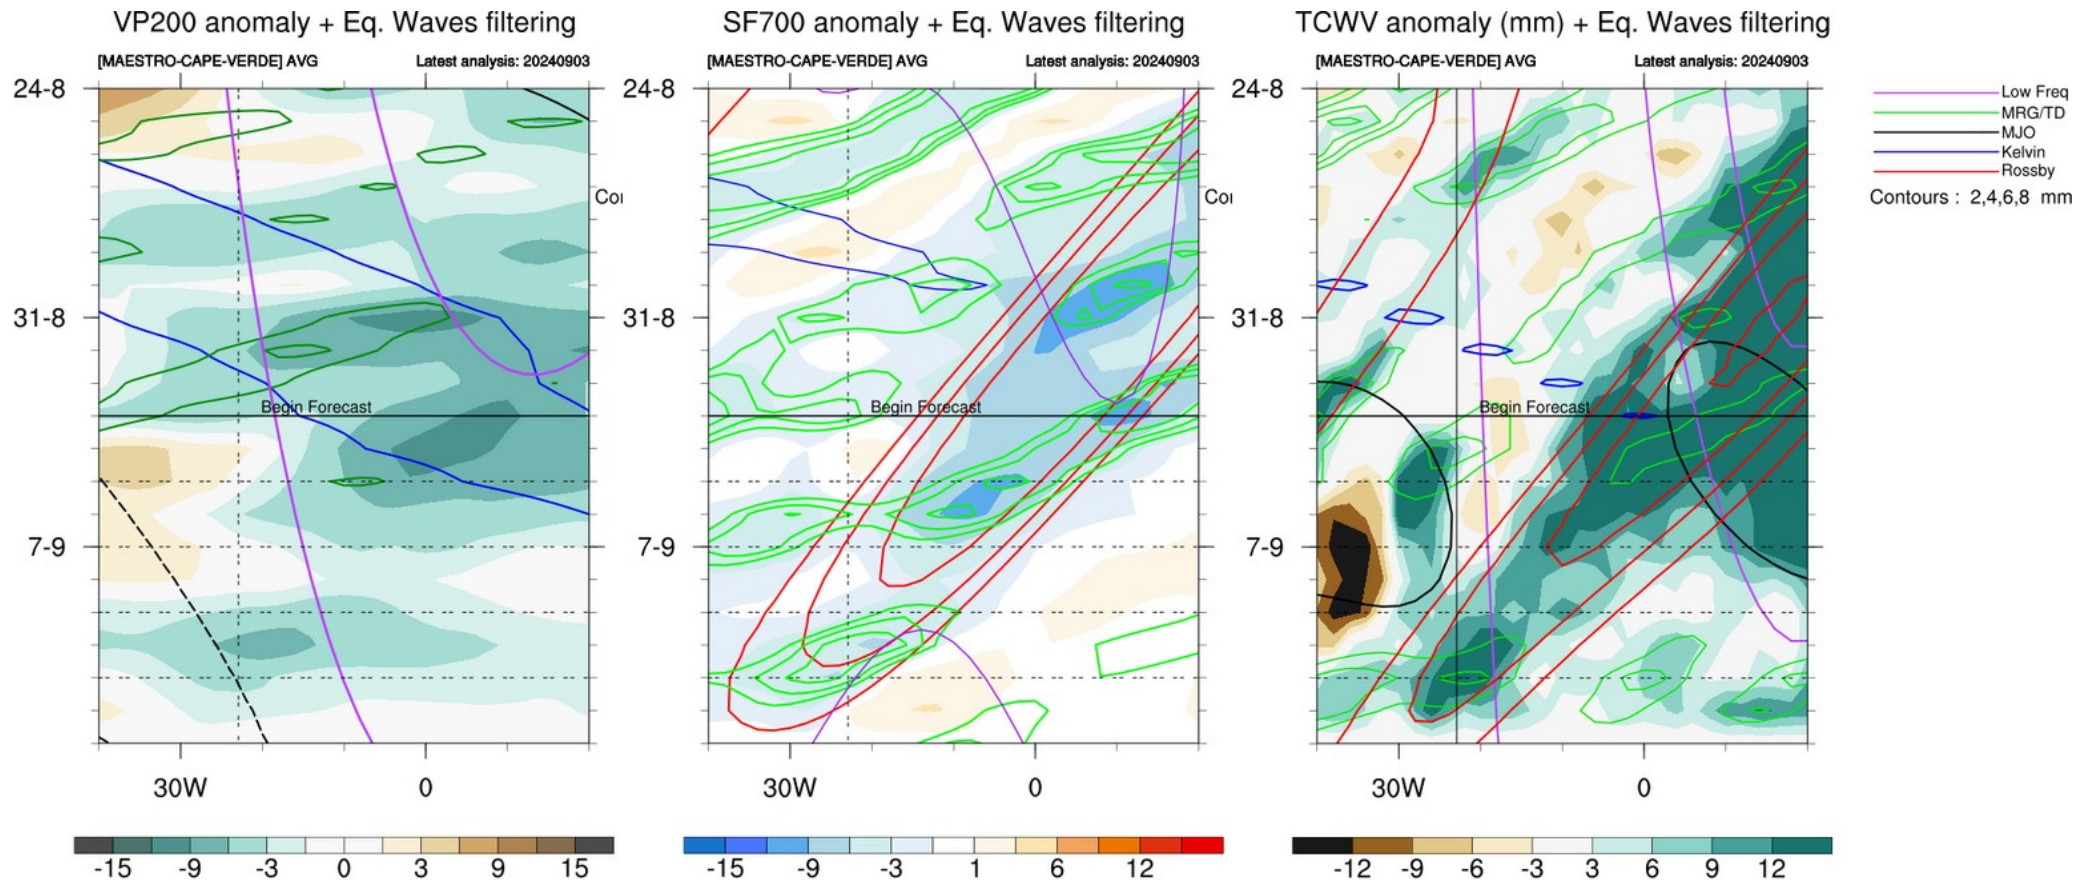 VP200 anomaly + Eq. Waves filtering
[MAESTRO-CAPE-VERDE] AVG Latest analysis: 20240903
24-8
31-8
7-9
Begin Forecast
30W 0
-15 -9 -3 0 3 9 15
Coı
SF700 anomaly + Eq. Waves filtering
[MAESTRO-CAPE-VERDE] AVG Latest analysis: 20240903
24-8
31-8
7-9
Begin Forecast
30W 0
-15 -9 -3 1 6 12
Coı
TCWV anomaly (mm) + Eq. Waves filtering
[MAESTRO-CAPE-VERDE] AVG Latest analysis: 20240903
24-8
31-8
7-9
Begin Forecast
30W 0
-12 -9 -6 -3 3 6 9 12
Low Freq
MRG/TD
MJO
Kelvin
Rossby
Contours : 2,4,6,8 mm